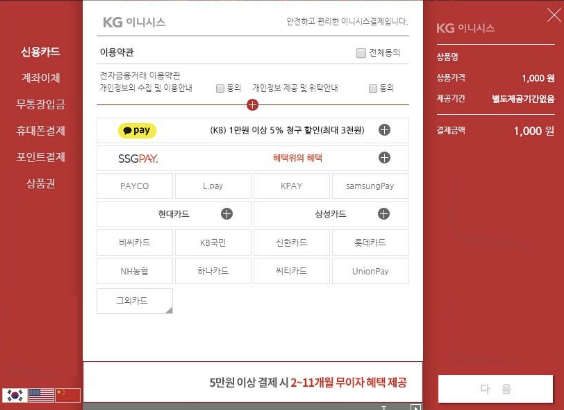 신용카드
계좌이체
무통장입금
휴대폰결제
포인트결제
상품권
KG 이니시스
안전하고 편리한 이니시스결제입니다.
이용약관
전체동의
전자금융거래 이용약관
개인정보의 수집 및 이용안내 동의 개인정보 제공 및 위탁안내 동의
pay (KB) 1만원 이상 5% 청구 할인(최대 3천원)
SSGPAY. 혜택위의 혜택
PAYCO L.pay KPAY samsungPay
현대카드 삼성카드
비씨카드 KB국민 신한카드 롯데카드
NH농협 하나카드 씨티카드 UnionPay
그외카드
5만원 이상 결제 시 2~11개월 무이자 혜택 제공
KG 이니시스
상품명
상품가격 1,000 원
제공기간 별도제공기간없음
결제금액 1,000 원
다 음